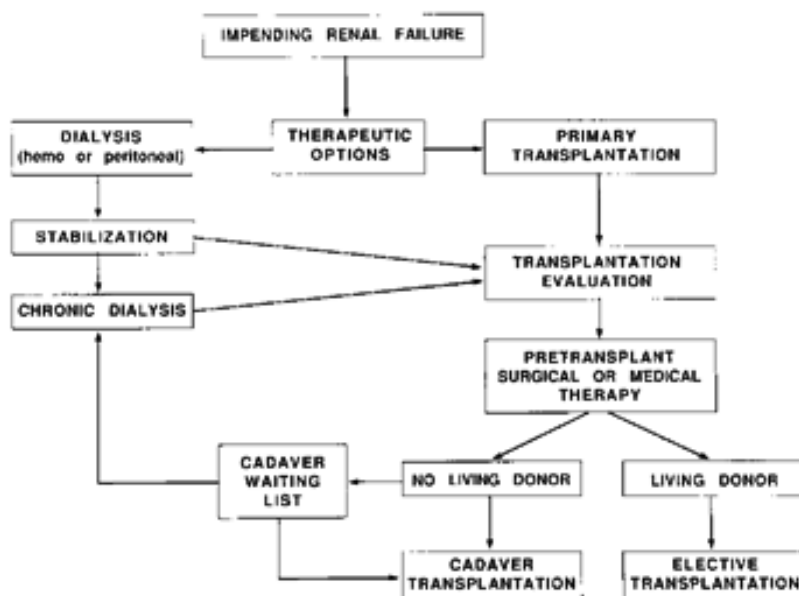 IMPENDING RENAL FAILURE
DIALYSIS
(hemo or peritoneal)
THERAPEUTIC
OPTIONS
PRIMARY
TRANSPLANTATION
STABILIZATION
TRANSPLANTATION
EVALUATION
CHRONIC DIALYSIS
PRETRANSPLANT
SURGICAL OR MEDICAL
THERAPY
CADAVER
WAITING
LIST
NO LIVING DONOR
LIVING DONOR
CADAVER
TRANSPLANTATION
ELECTIVE
TRANSPLANTATION